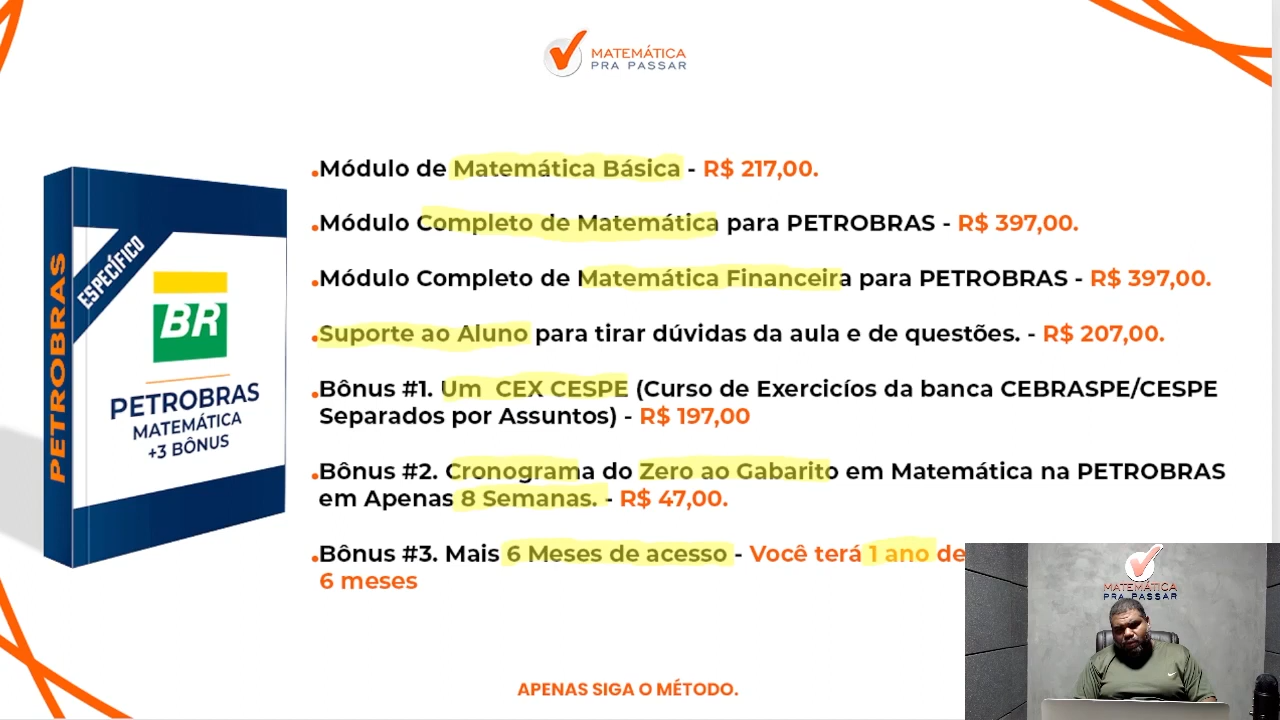 MATEMÁTICA
PRA PASSAR
•Módulo de Matemática Básica - R$ 217,00.
•Módulo Completo de Matemática para PETROBRAS - R$ 397,00.
•Módulo Completo de Matemática Financeira para PETROBRAS - R$ 397,00.
•Suporte ao Aluno para tirar dúvidas da aula e de questões. - R$ 207,00.
•Bônus #1. Um CEX CESPE (Curso de Exercicíos da banca CEBRASPE/CESPE
Separados por Assuntos) - R$ 197,00
•Bônus #2. Cronograma do Zero ao Gabarito em Matemática na PETROBRAS
em Apenas 8 Semanas. - R$ 47,00.
•Bônus #3. Mais 6 Meses de acesso - Você terá 1 ano de
6 meses
PETROBRAS
ESPECÍFICO
BR
PETROBRAS
MATEMÁTICA
+3 BÔNUS
MATEMÁTICA
PRA PASSAR
APENAS SIGA O MÉTODO.